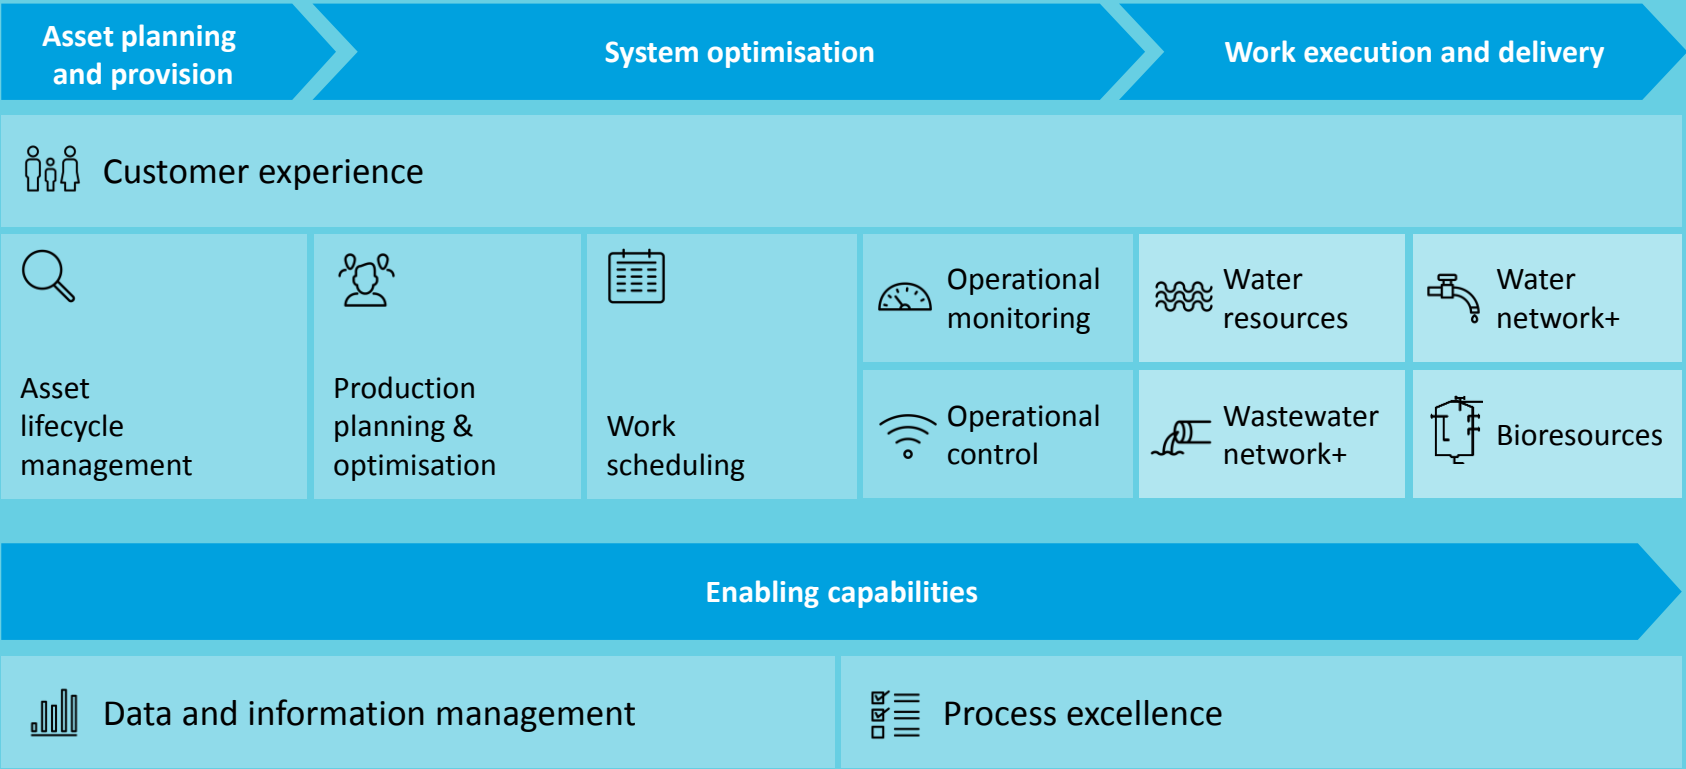 Asset planning
and provision
System optimisation
Work execution and delivery
Customer experience
Asset
lifecycle
management
Production
planning &
optimisation
Work
scheduling
Operational
monitoring
Operational
control
Water
resources
Water
network+
Wastewater
network+
Bioresources
Enabling capabilities
Data and information management
Process excellence